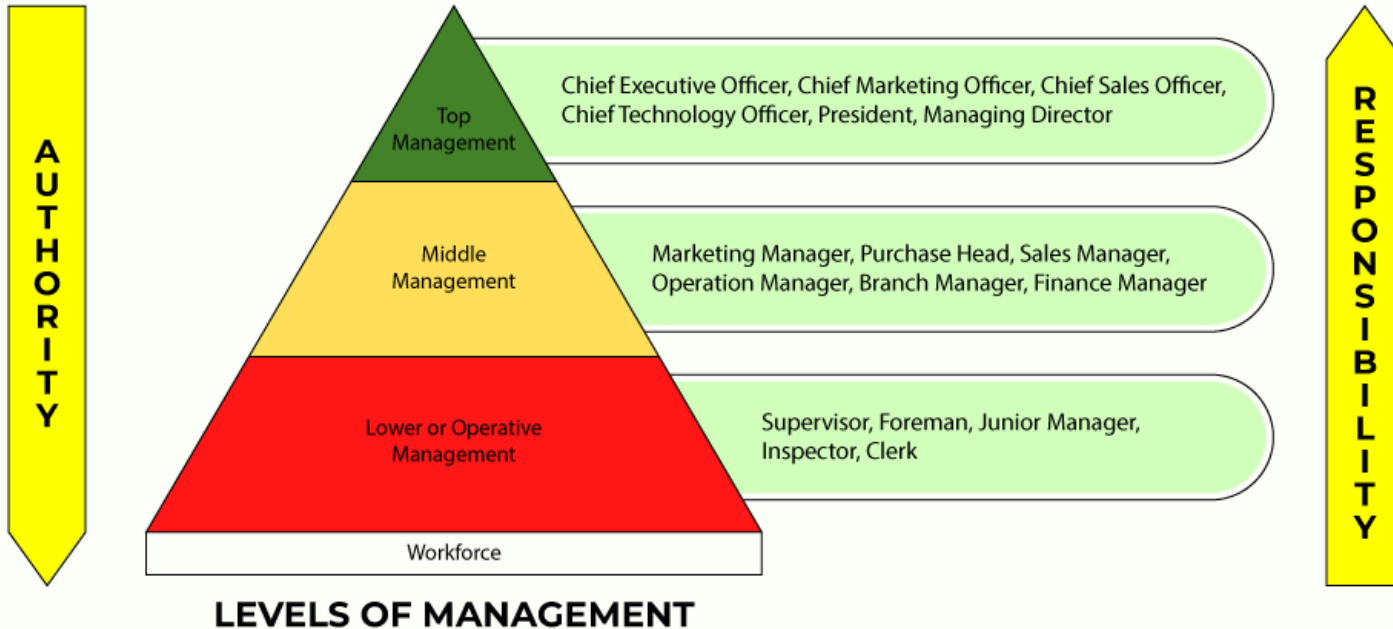 AUTHORITY
Top
Management
Chief Executive Officer, Chief Marketing Officer, Chief Sales Officer,
Chief Technology Officer, President, Managing Director
Middle
Management
Marketing Manager, Purchase Head, Sales Manager,
Operation Manager, Branch Manager, Finance Manager
Lower or Operative
Management
Supervisor, Foreman, Junior Manager,
Inspector, Clerk
Workforce
RESPONSIBILITY
LEVELS OF MANAGEMENT